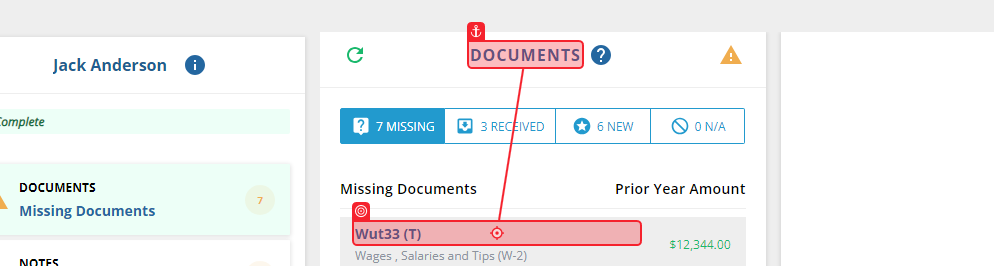 Jack Anderson
Complete
DOCUMENTS
Missing Documents
7
NOTES
DOCUMENTS
7 MISSING
3 RECEIVED
6 NEW
0 N/A
Missing Documents
Prior Year Amount
Wut33 (T)
$12,344.00
Wages , Salaries and Tips (W-2)